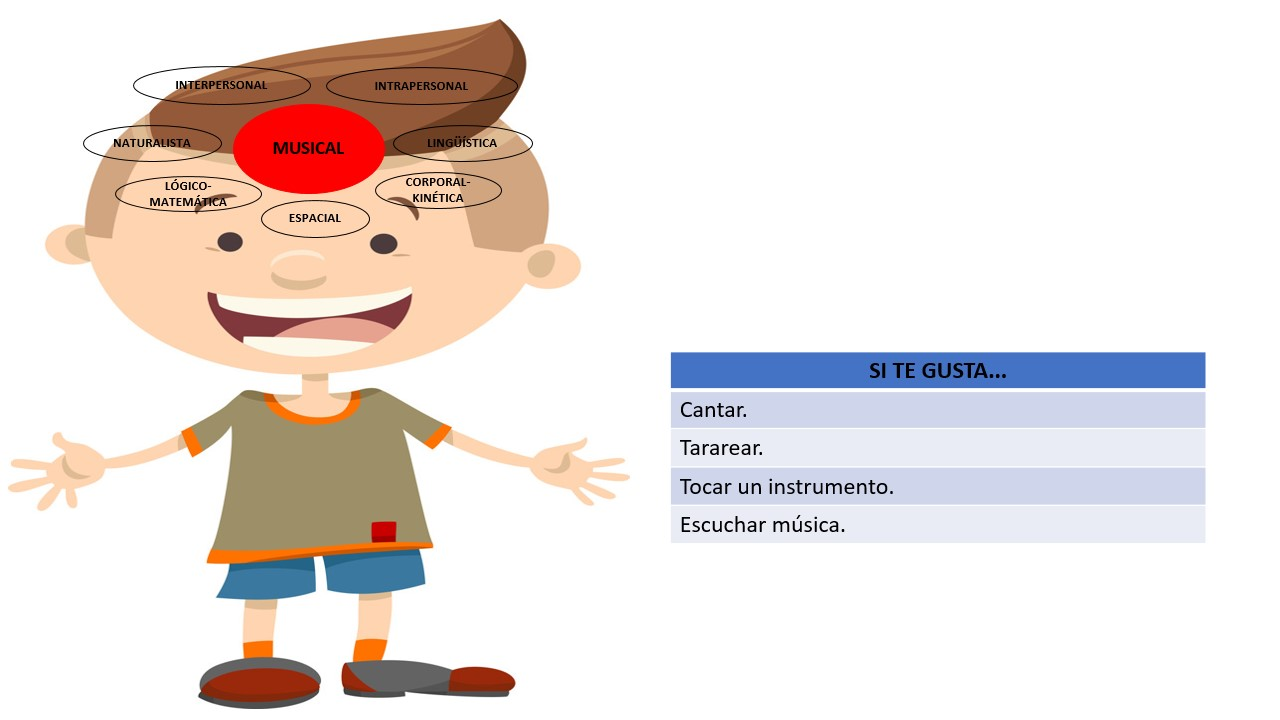 INTERPERSONAL
INTRAPERSONAL
NATURALISTA
MUSICAL
LINGÜÍSTICA
LÓGICO-
MATEMÁTICA
CORPORAL-
KINÉTICA
ESPACIAL
SI TE GUSTA...
Cantar.
Tararear.
Tocar un instrumento.
Escuchar música.